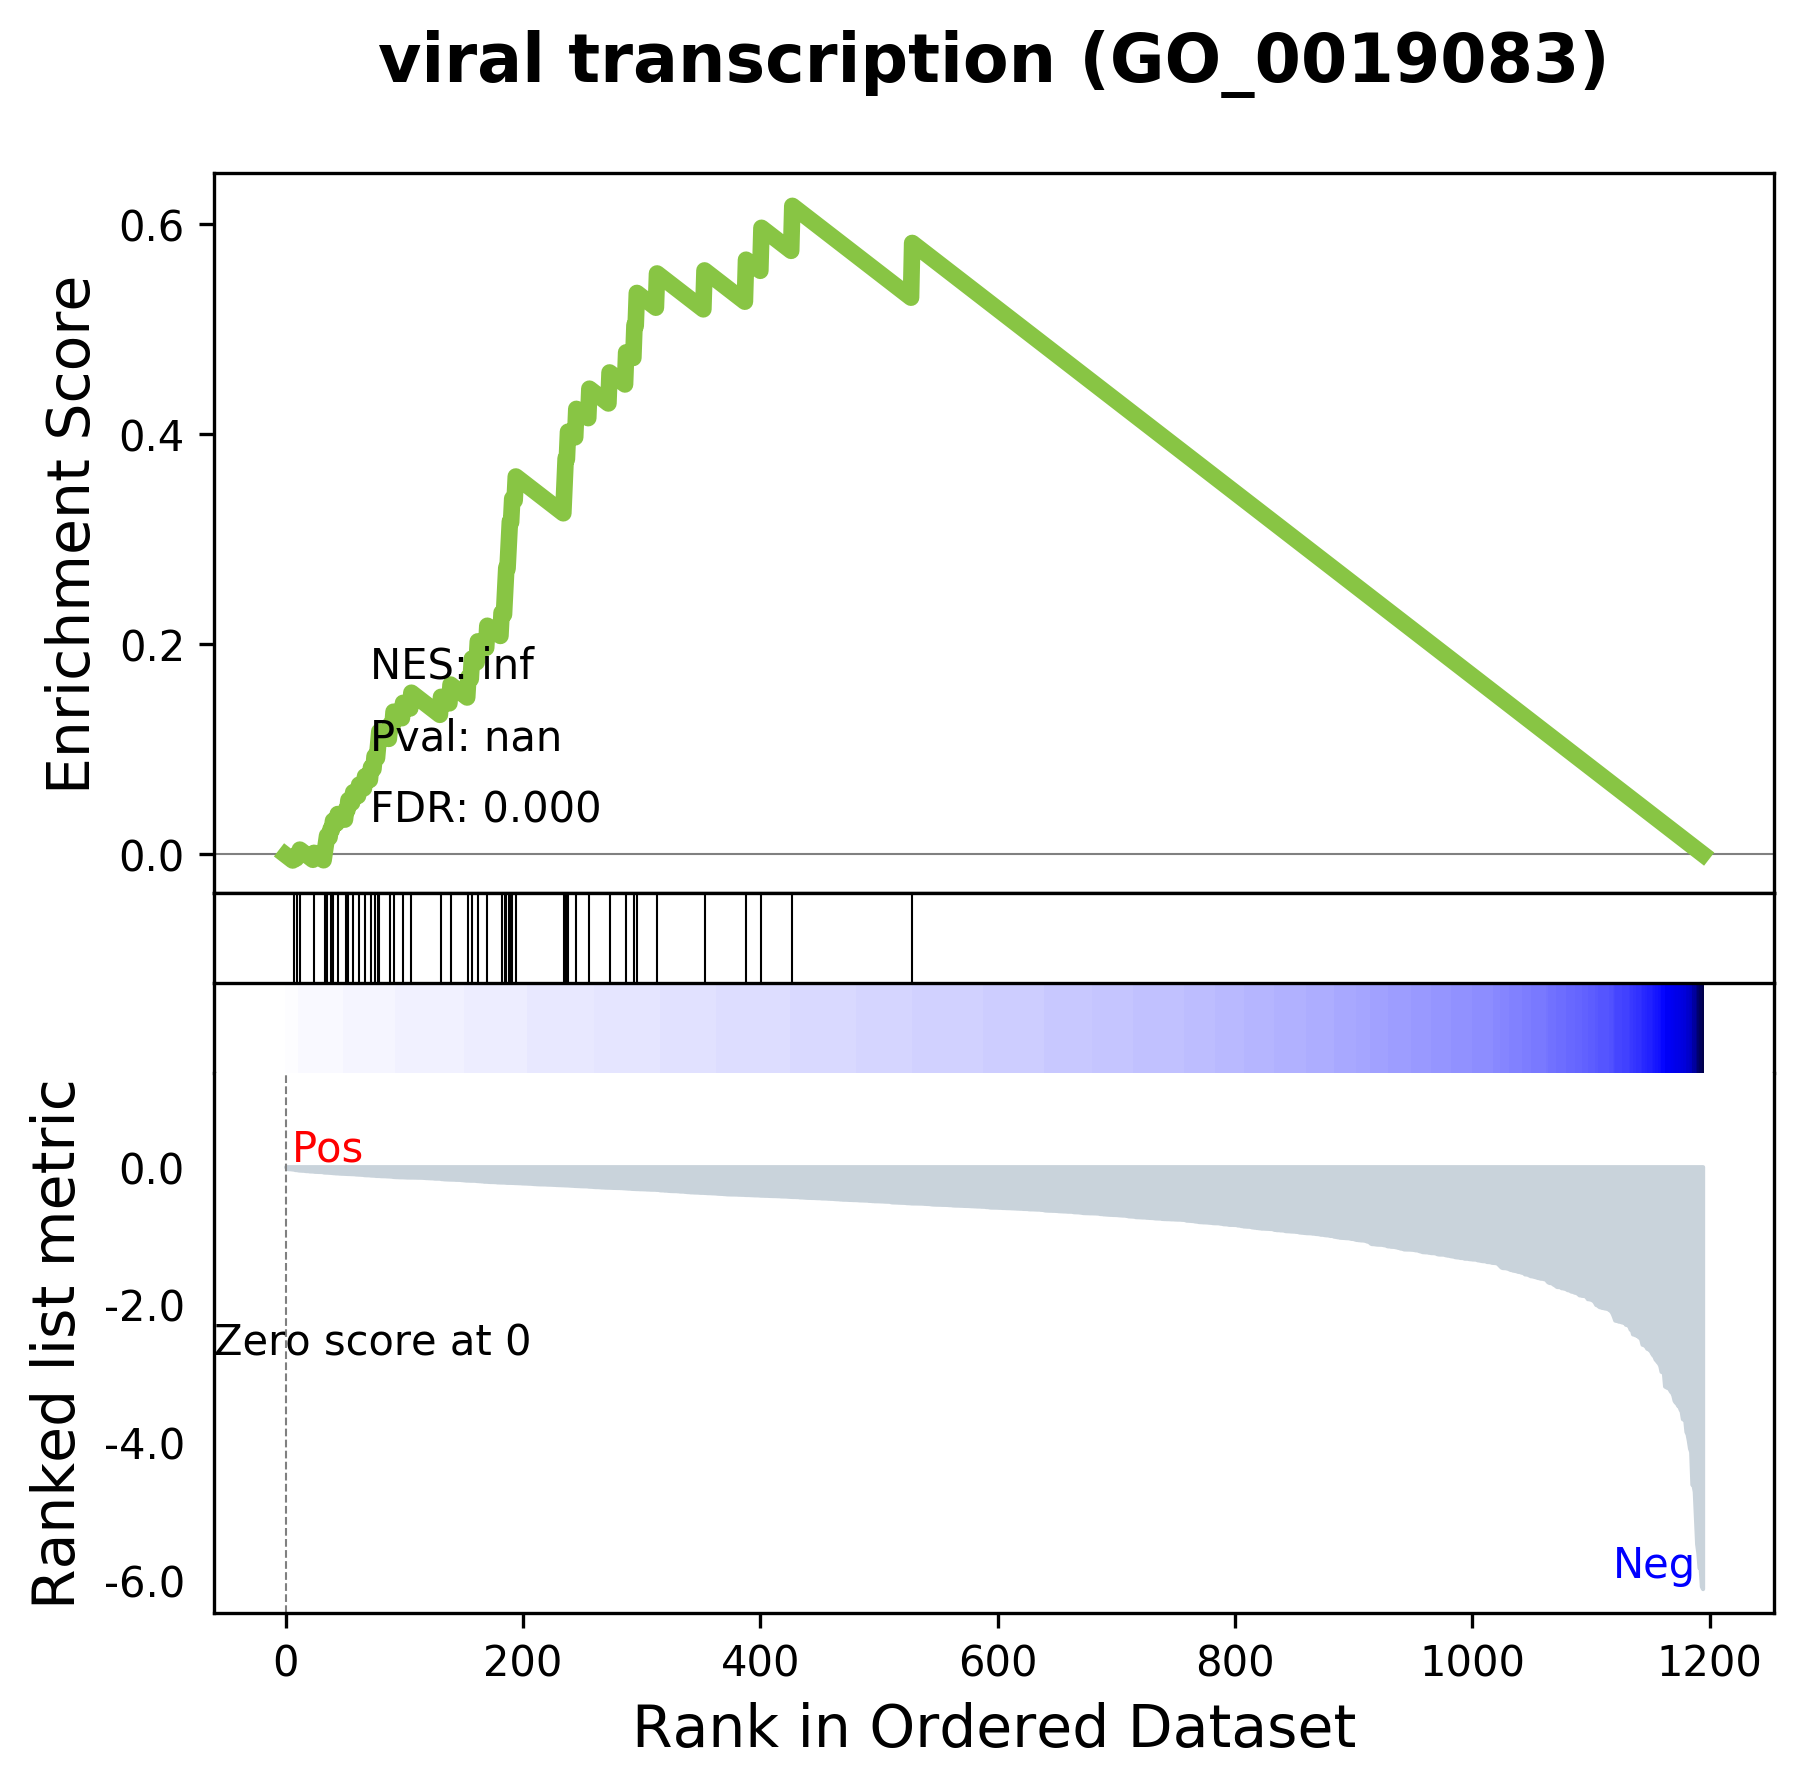 viral transcription (GO_0019083)
Enrichment Score
0.6
0.4
0.2
0.0
NES: inf
Pval: nan
FDR: 0.000
Ranked list metric
0.0
-2.0
-4.0
-6.0
Pos
Zero score at 0
Neg
0 200 400 600 800 1000 1200
Rank in Ordered Dataset